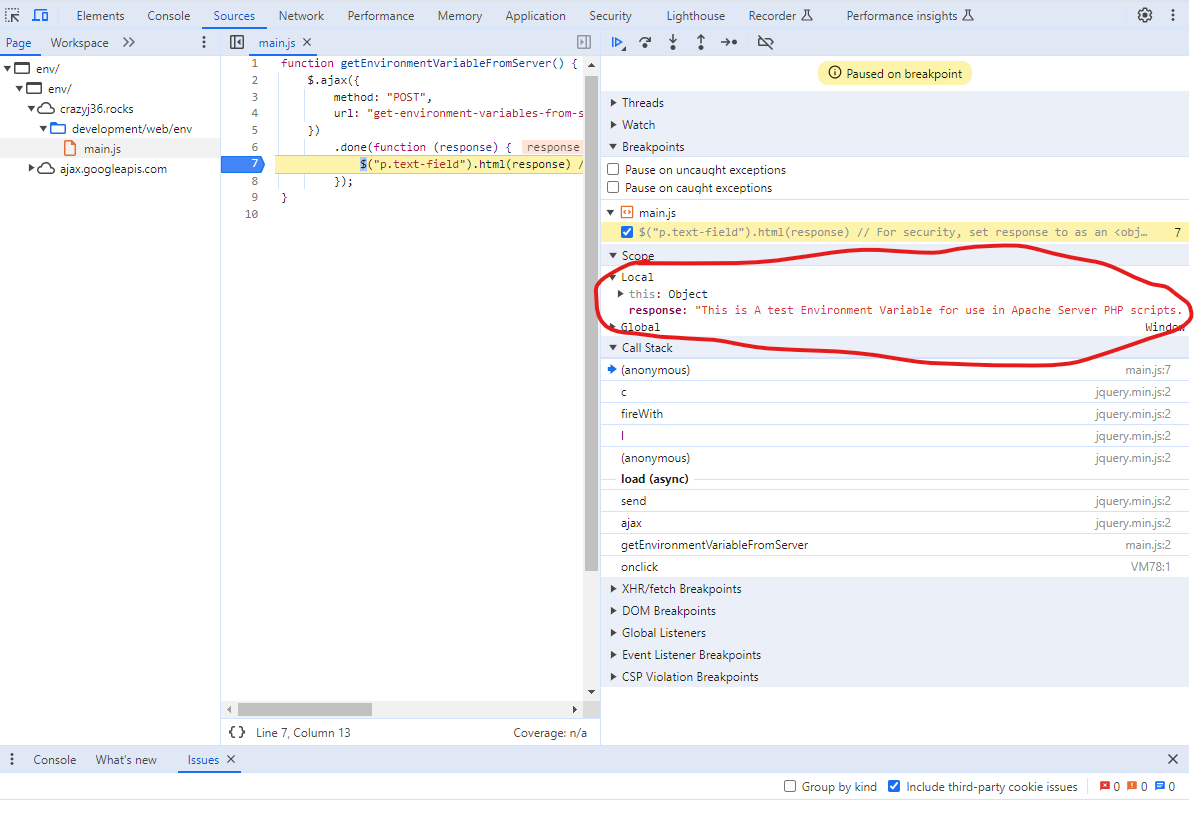 Elements Console Sources Network Performance Memory Application Security Lighthouse Recorder Performance insights
Page Workspace
env/
env/
crazyj36.rocks
development/web/env
main.js
ajax.googleapis.com
main.js
1 function getEnvironmentVariableFromServer() {
2 $.ajax({
3 method: "POST",
4 url: "get-environment-variables-from-s
5 })
6 .done(function (response) { response
7 $("p.text-field").html(response) /
8 });
9 }
10
Line 7, Column 13 Coverage: n/a
Paused on breakpoint
Threads
Watch
Breakpoints
Pause on uncaught exceptions
Pause on caught exceptions
main.js
$("p.text-field").html(response) // For security, set response to as an <obj… 7
Scope
Local
this: Object
response: "This is A test Environment Variable for use in Apache Server PHP scripts.
Global Window
Call Stack
(anonymous) main.js:7
c jquery.min.js:2
fireWith jquery.min.js:2
l jquery.min.js:2
(anonymous) jquery.min.js:2
load (async)
send jquery.min.js:2
ajax jquery.min.js:2
getEnvironmentVariableFromServer main.js:2
onclick VM78:1
XHR/fetch Breakpoints
DOM Breakpoints
Global Listeners
Event Listener Breakpoints
CSP Violation Breakpoints
Console What's new Issues
Group by kind Include third-party cookie issues 0 0 0